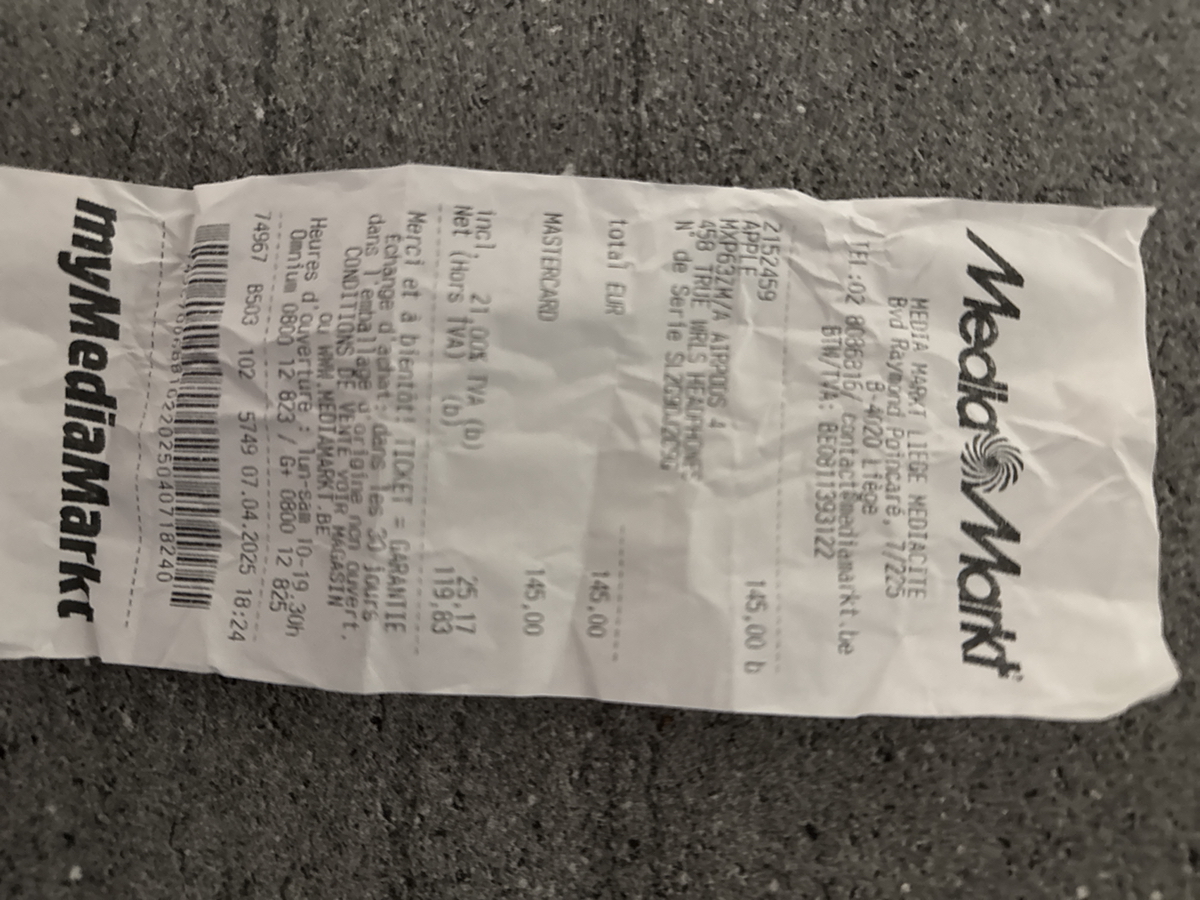 Media Markt
MEDIA MARKT LIEGE MEDIACITE
Bvd Raymond Poincaré, 7/225
B-4020 Liège
Tel :02 8086816/ contact@mediamarkt.be
BTW/TVA: BE0811393122
2152459 145,00 b
APPLE
MXP63ZM/A AIRPODS 4
458 TRUE WRLS HEADPHONES
N° de Serie
total EUR 145,00
MASTERCARD 145,00
incl, 21,00% TVA (b) 25,17
Net (Hors TVA) (b) 119,83
Merci et à bientôt! TICKET = GARANTIE
Echange d'achat: dans les 30 jours
dans l'emballage d'origine non ouvert.
CONDITIONS DE VENTE voir MAGASIN
ou WWW.MEDIAMARKT.BE
Heures d'ouverture : lun-sam 10-19.30h
Omnium 0800 12 823 / G+ 0800 12 825
74967 8503 102 5749 07.04.2025 18:24
myMediaMarkt